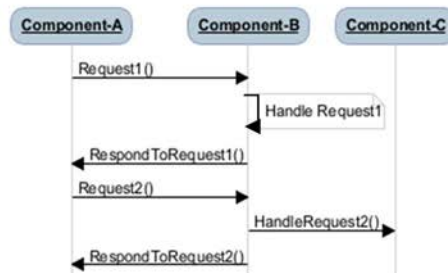 Component-A
Component-B
Component-C
Request1()
Handle Request1
RespondToRequest1()
Request2()
HandleRequest2()
RespondToRequest2()